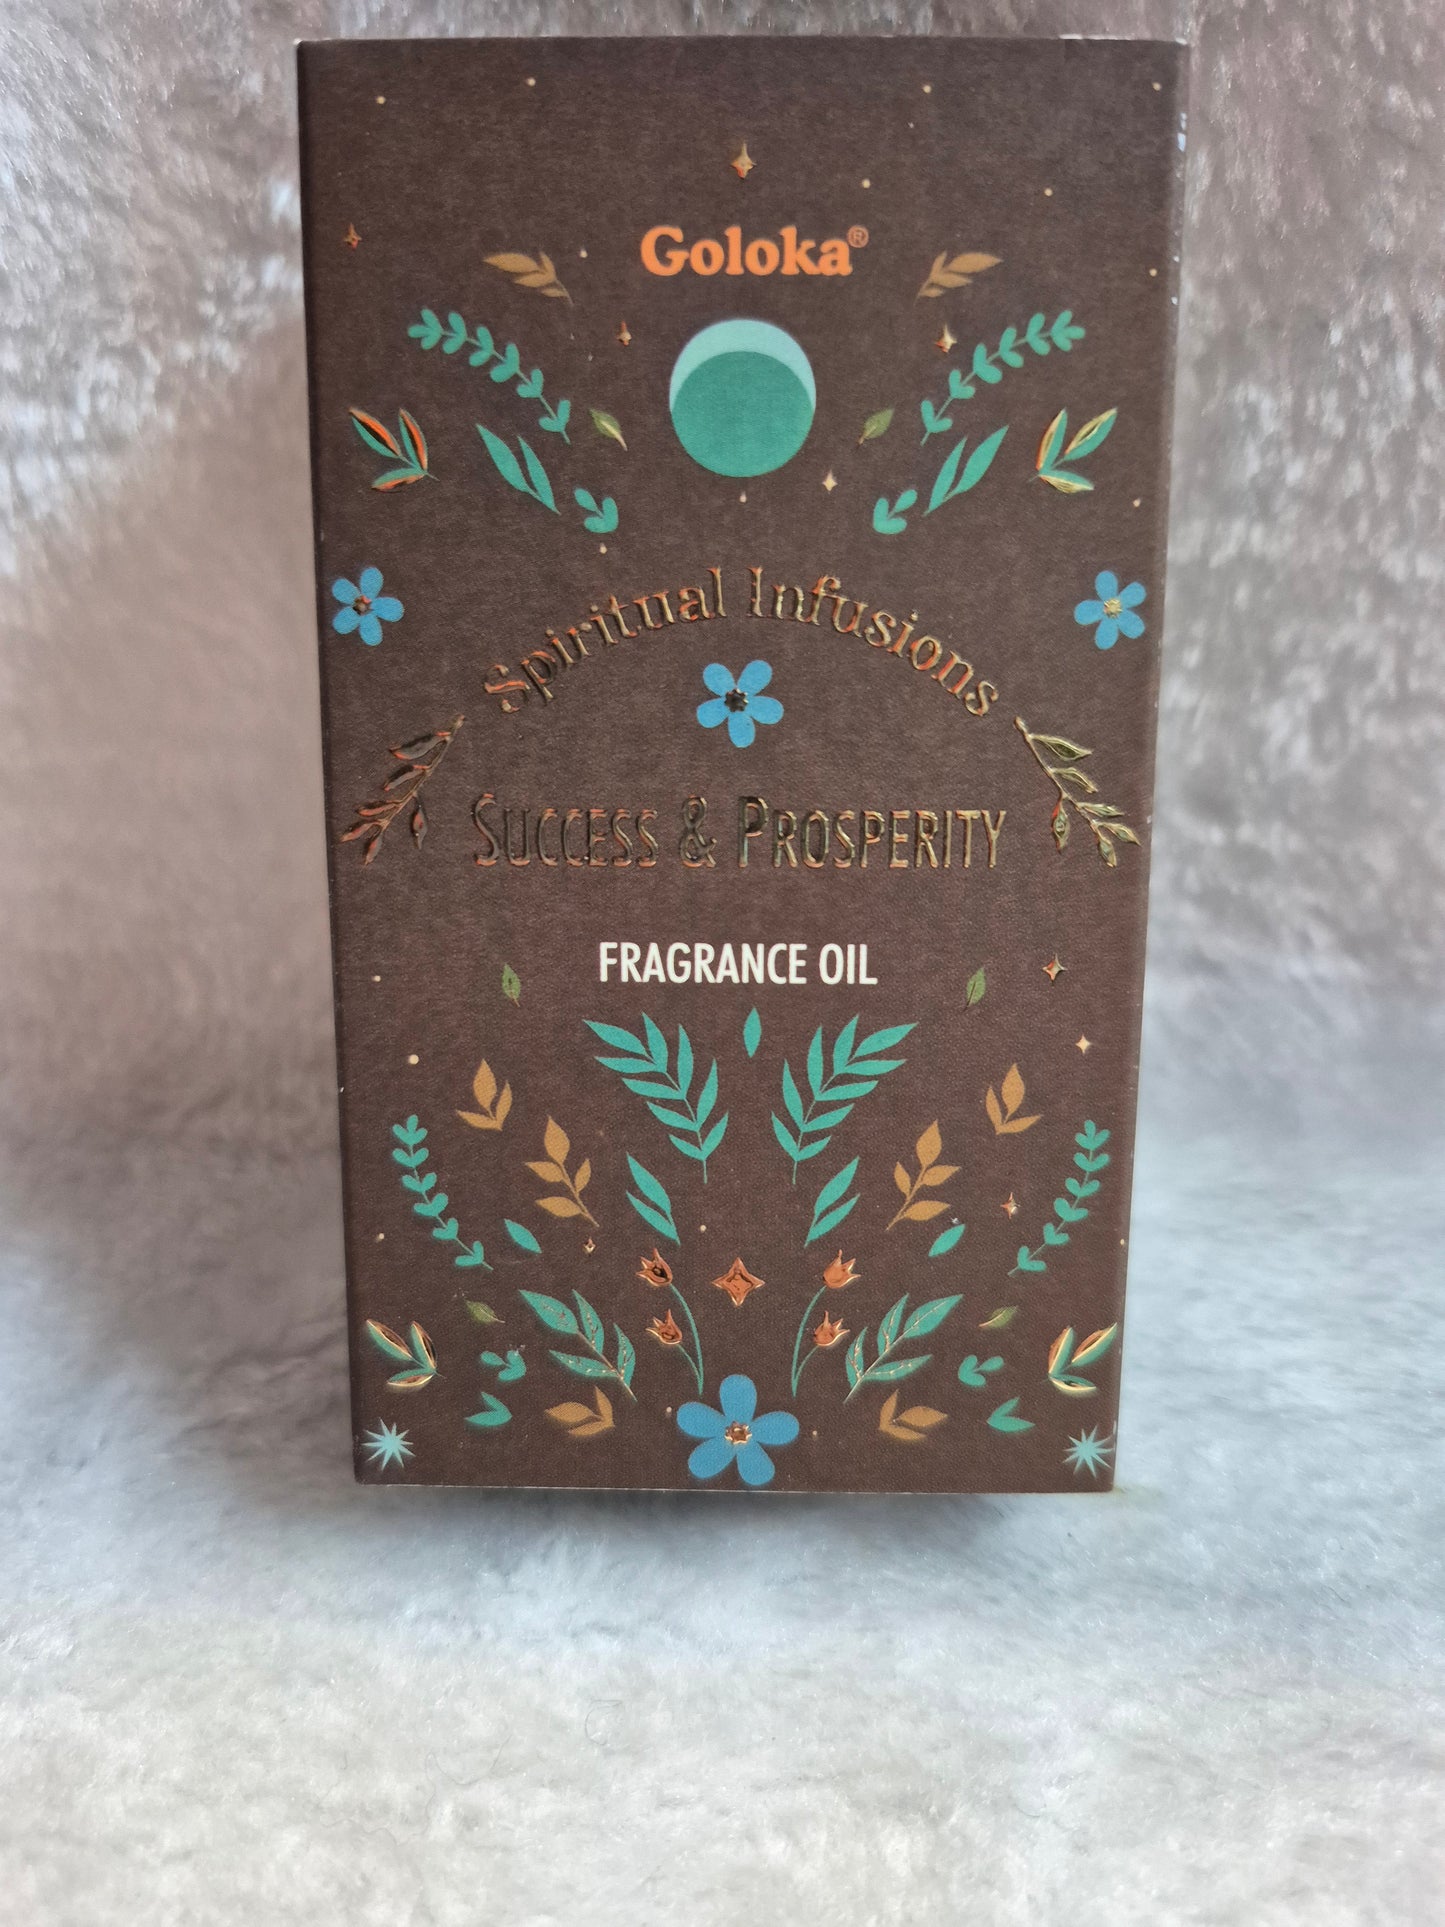 Goloka®
Spiritual Infusions
SUCCESS & PROSPERITY
FRAGRANCE OIL